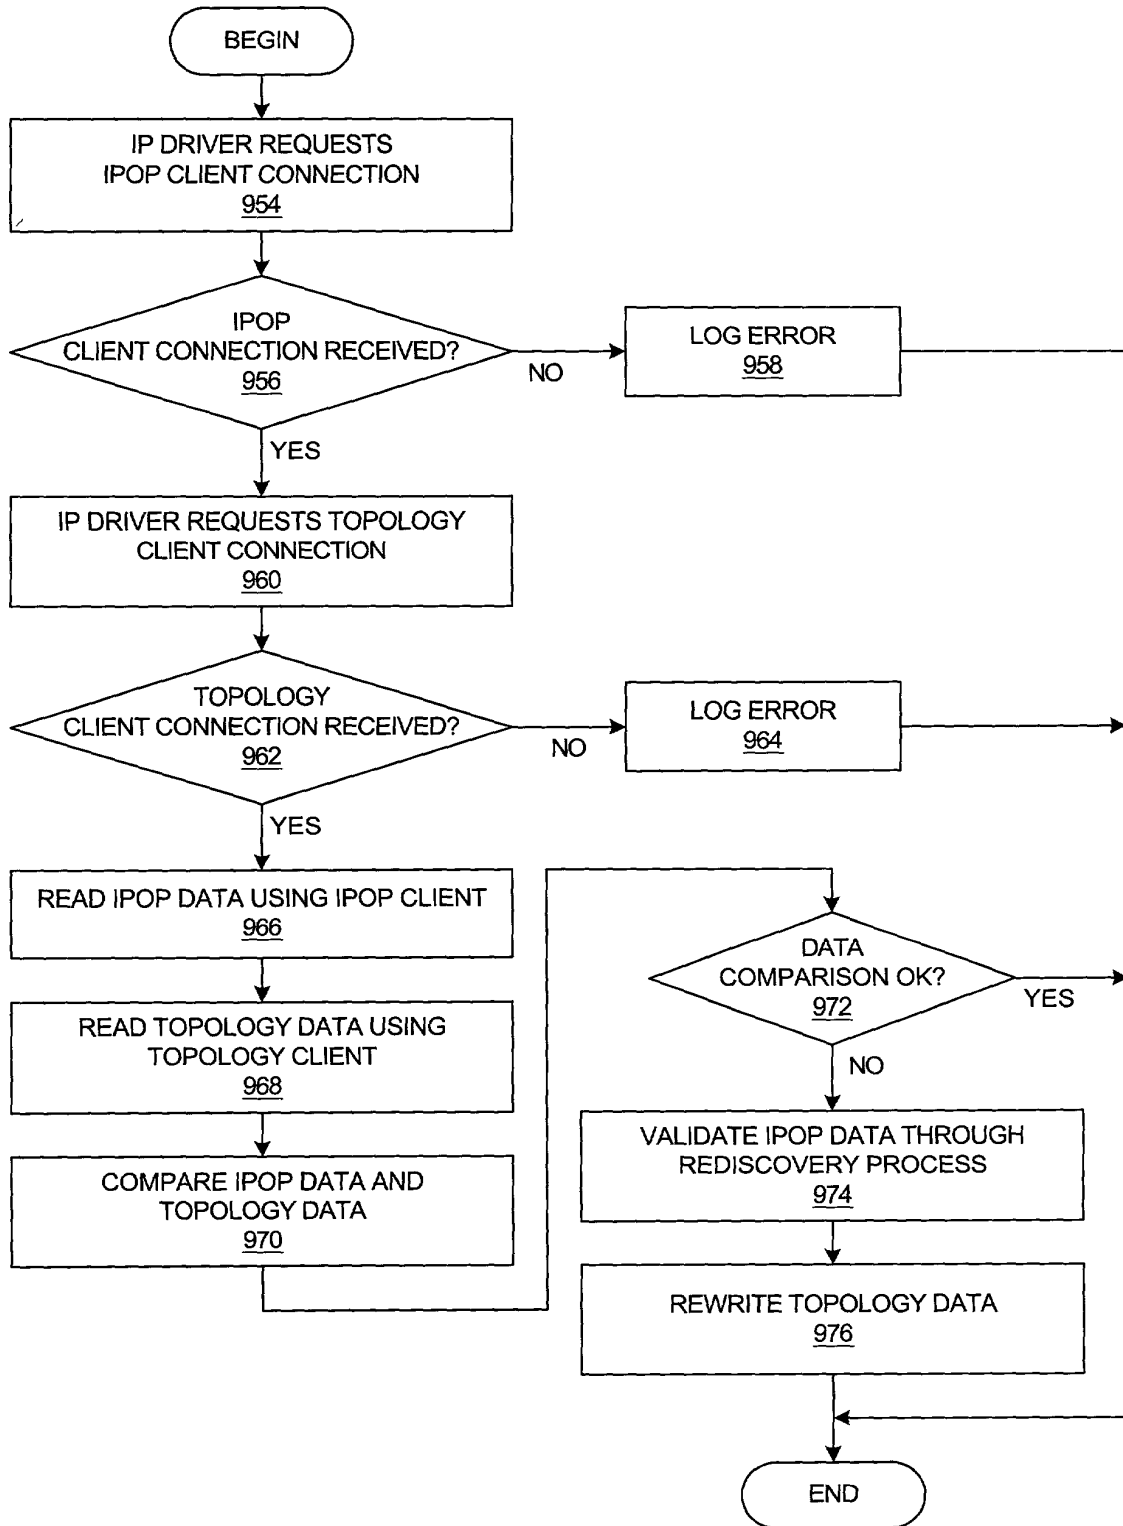 BEGIN
IP DRIVER REQUESTS
IPOP CLIENT CONNECTION
954
IPOP
CLIENT CONNECTION RECEIVED?
956
NO
LOG ERROR
958
YES
IP DRIVER REQUESTS TOPOLOGY
CLIENT CONNECTION
960
TOPOLOGY
CLIENT CONNECTION RECEIVED?
962
NO
LOG ERROR
964
YES
READ IPOP DATA USING IPOP CLIENT
966
READ TOPOLOGY DATA USING
TOPOLOGY CLIENT
968
COMPARE IPOP DATA AND
TOPOLOGY DATA
970
DATA
COMPARISON OK?
972
YES
NO
VALIDATE IPOP DATA THROUGH
REDISCOVERY PROCESS
974
REWRITE TOPOLOGY DATA
976
END